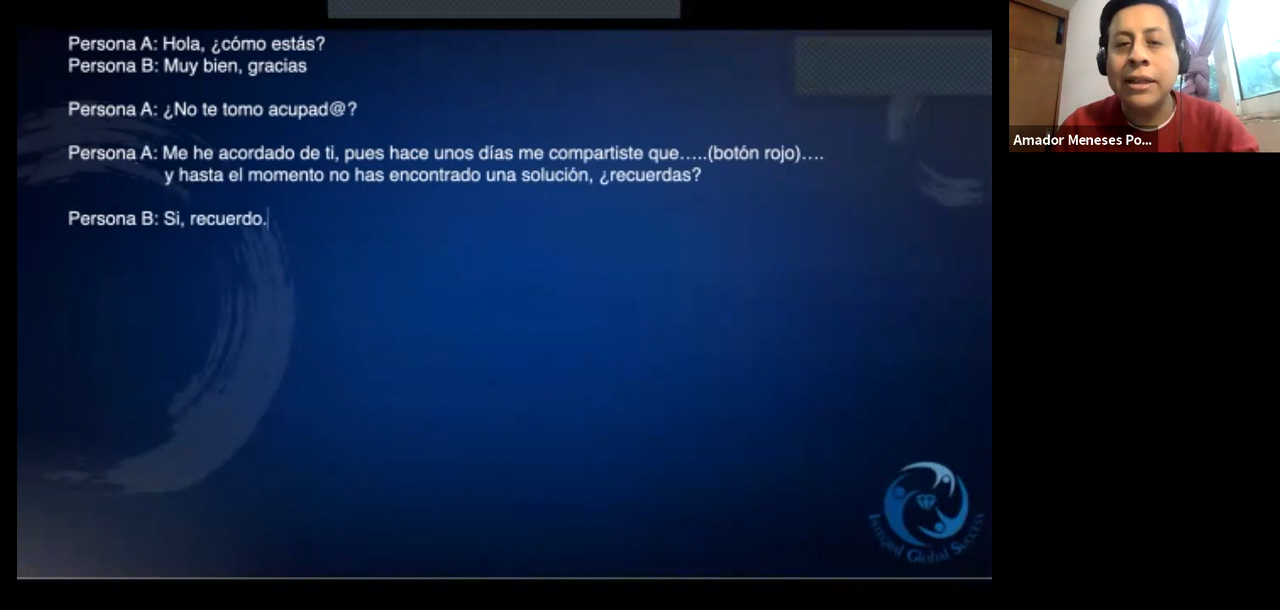 Persona A: Hola, ¿cómo estás?
Persona B: Muy bien, gracias
Persona A: ¿No te tomo acupad@?
Persona A: Me he acordado de ti, pues hace unos días me compartiste que.....(botón rojo)....
y hasta el momento no has encontrado una solución, ¿recuerdas?
Persona B: Si, recuerdo.
Amador Meneses Po...
Integral Global Success